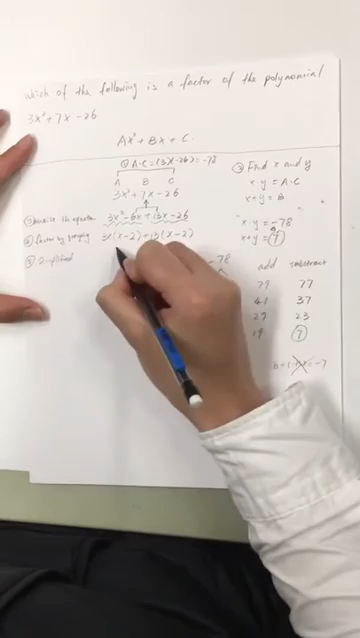 which of the following is a factor of the polynomial
3x²+7x-26
Ax²+Bx+C.
① A·C=(3)(-26)=-78
A B C
3x²+7x-26
rewrite the equation 3x²-6x+13x-26
② factor by grouping 3x(x-2)+13(x-2)
③ simplified
② Find x and y
x·y=A·C
x+y=B
x·y=-78
x+y=7
-78
add subtract
79 77
41 37
29 23
19 7
=-7